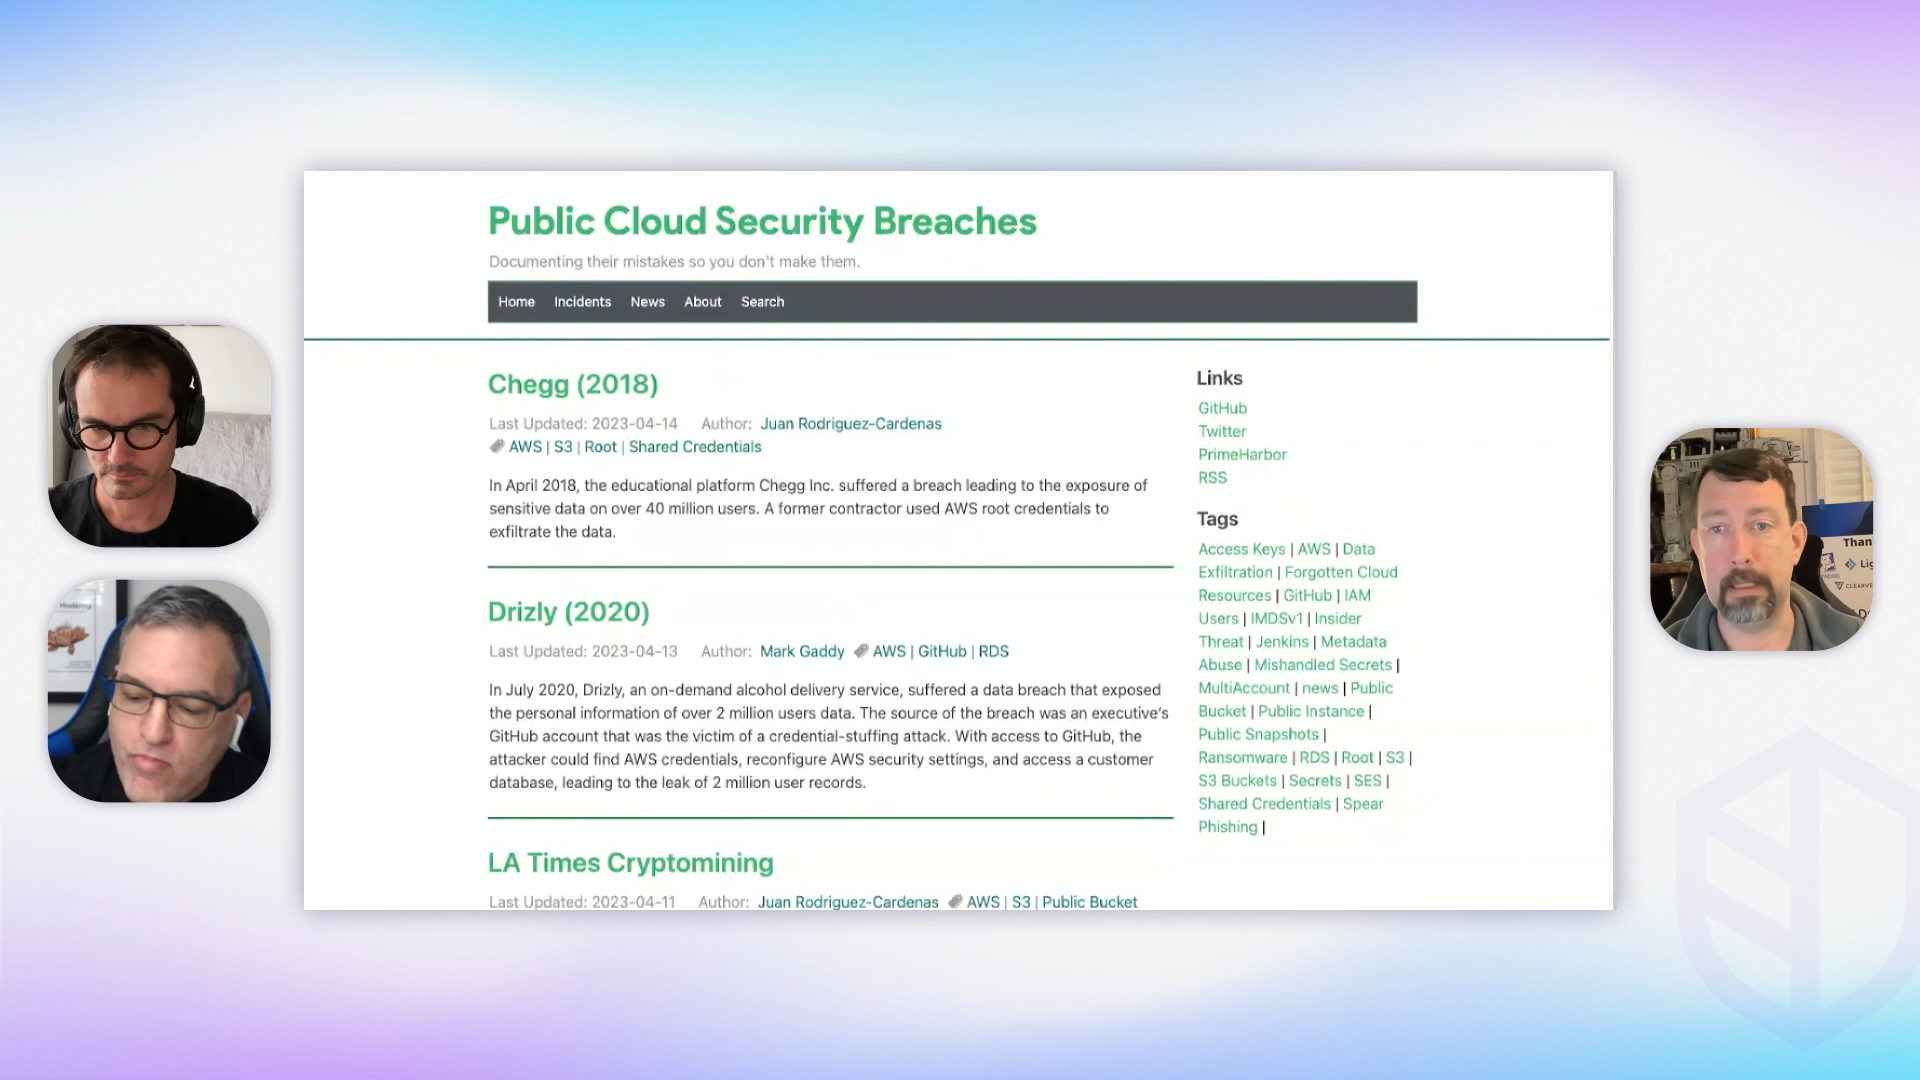 Public Cloud Security Breaches
Documenting their mistakes so you don't make them.
Home Incidents News About Search
Chegg (2018)
Last Updated: 2023-04-14 Author: Juan Rodriguez-Cardenas
AWS | S3 | Root | Shared Credentials
In April 2018, the educational platform Chegg Inc. suffered a breach leading to the exposure of
sensitive data on over 40 million users. A former contractor used AWS root credentials to
exfiltrate the data.
Drizly (2020)
Last Updated: 2023-04-13 Author: Mark Gaddy AWS | GitHub | RDS
In July 2020, Drizly, an on-demand alcohol delivery service, suffered a data breach that exposed
the personal information of over 2 million users data. The source of the breach was an executive's
GitHub account that was the victim of a credential-stuffing attack. With access to GitHub, the
attacker could find AWS credentials, reconfigure AWS security settings, and access a customer
database, leading to the leak of 2 million user records.
LA Times Cryptomining
Last Updated: 2023-04-11 Author: Juan Rodriguez-Cardenas AWS | S3 | Public Bucket
Links
GitHub
Twitter
PrimeHarbor
RSS
Tags
Access Keys | AWS | Data
Exfiltration | Forgotten Cloud
Resources | GitHub | IAM
Users | IMDSv1 | Insider
Threat | Jenkins | Metadata
Abuse | Mishandled Secrets |
MultiAccount | news | Public
Bucket | Public Instance |
Public Snapshots |
Ransomware | RDS | Root | S3 |
S3 Buckets | Secrets | SES |
Shared Credentials | Spear
Phishing |
Modeling
Than
Lig
CLEARVE